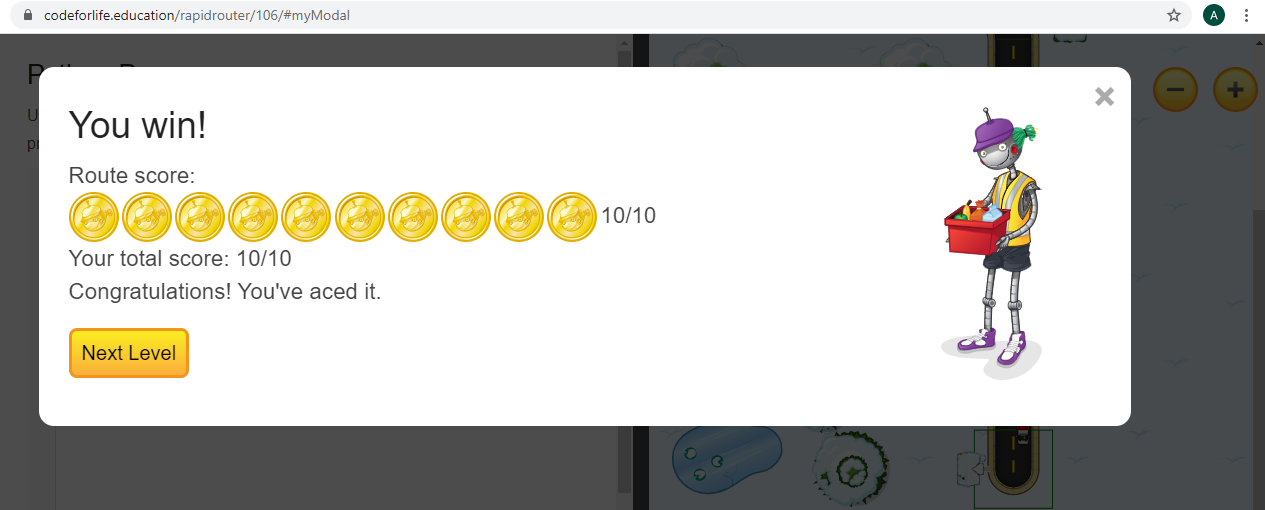 codeforlife.education/rapidrouter/106/#myModal
A
You win!
Route score:
10/10
Your total score: 10/10
Congratulations! You've aced it.
Next Level